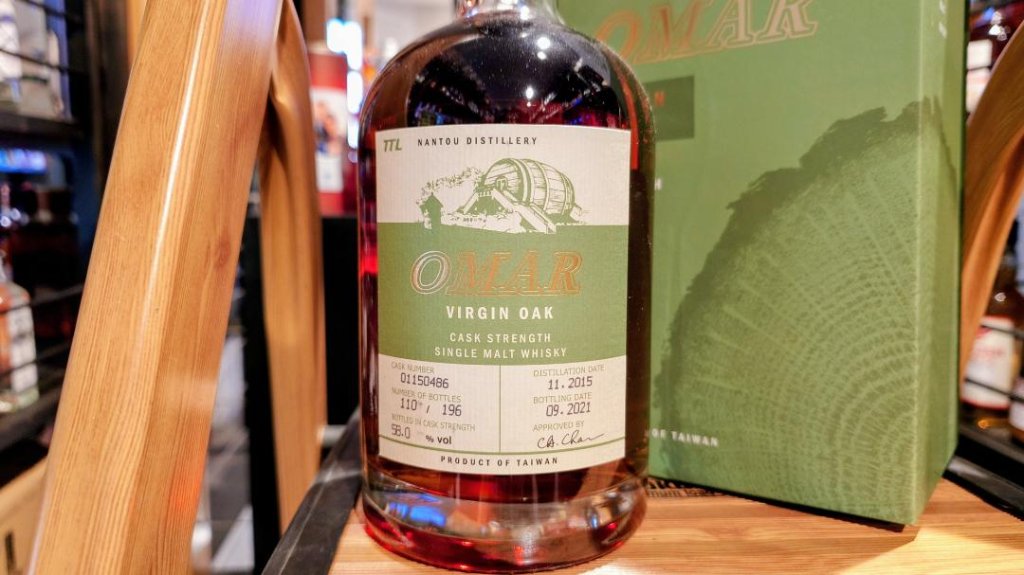 TTL NANTOU DISTILLERY
OMAR
VIRGIN OAK
CASK STRENGTH
SINGLE MALT WHISKY
CASK NUMBER
01150486
NUMBER OF BOTTLES
110th / 196
BOTTLED IN CASK STRENGTH
58.0 % vol
DISTILLATION DATE
11.2015
BOTTLING DATE
09.2021
APPROVED BY
PRODUCT OF TAIWAN
OMAR
OF TAIWAN